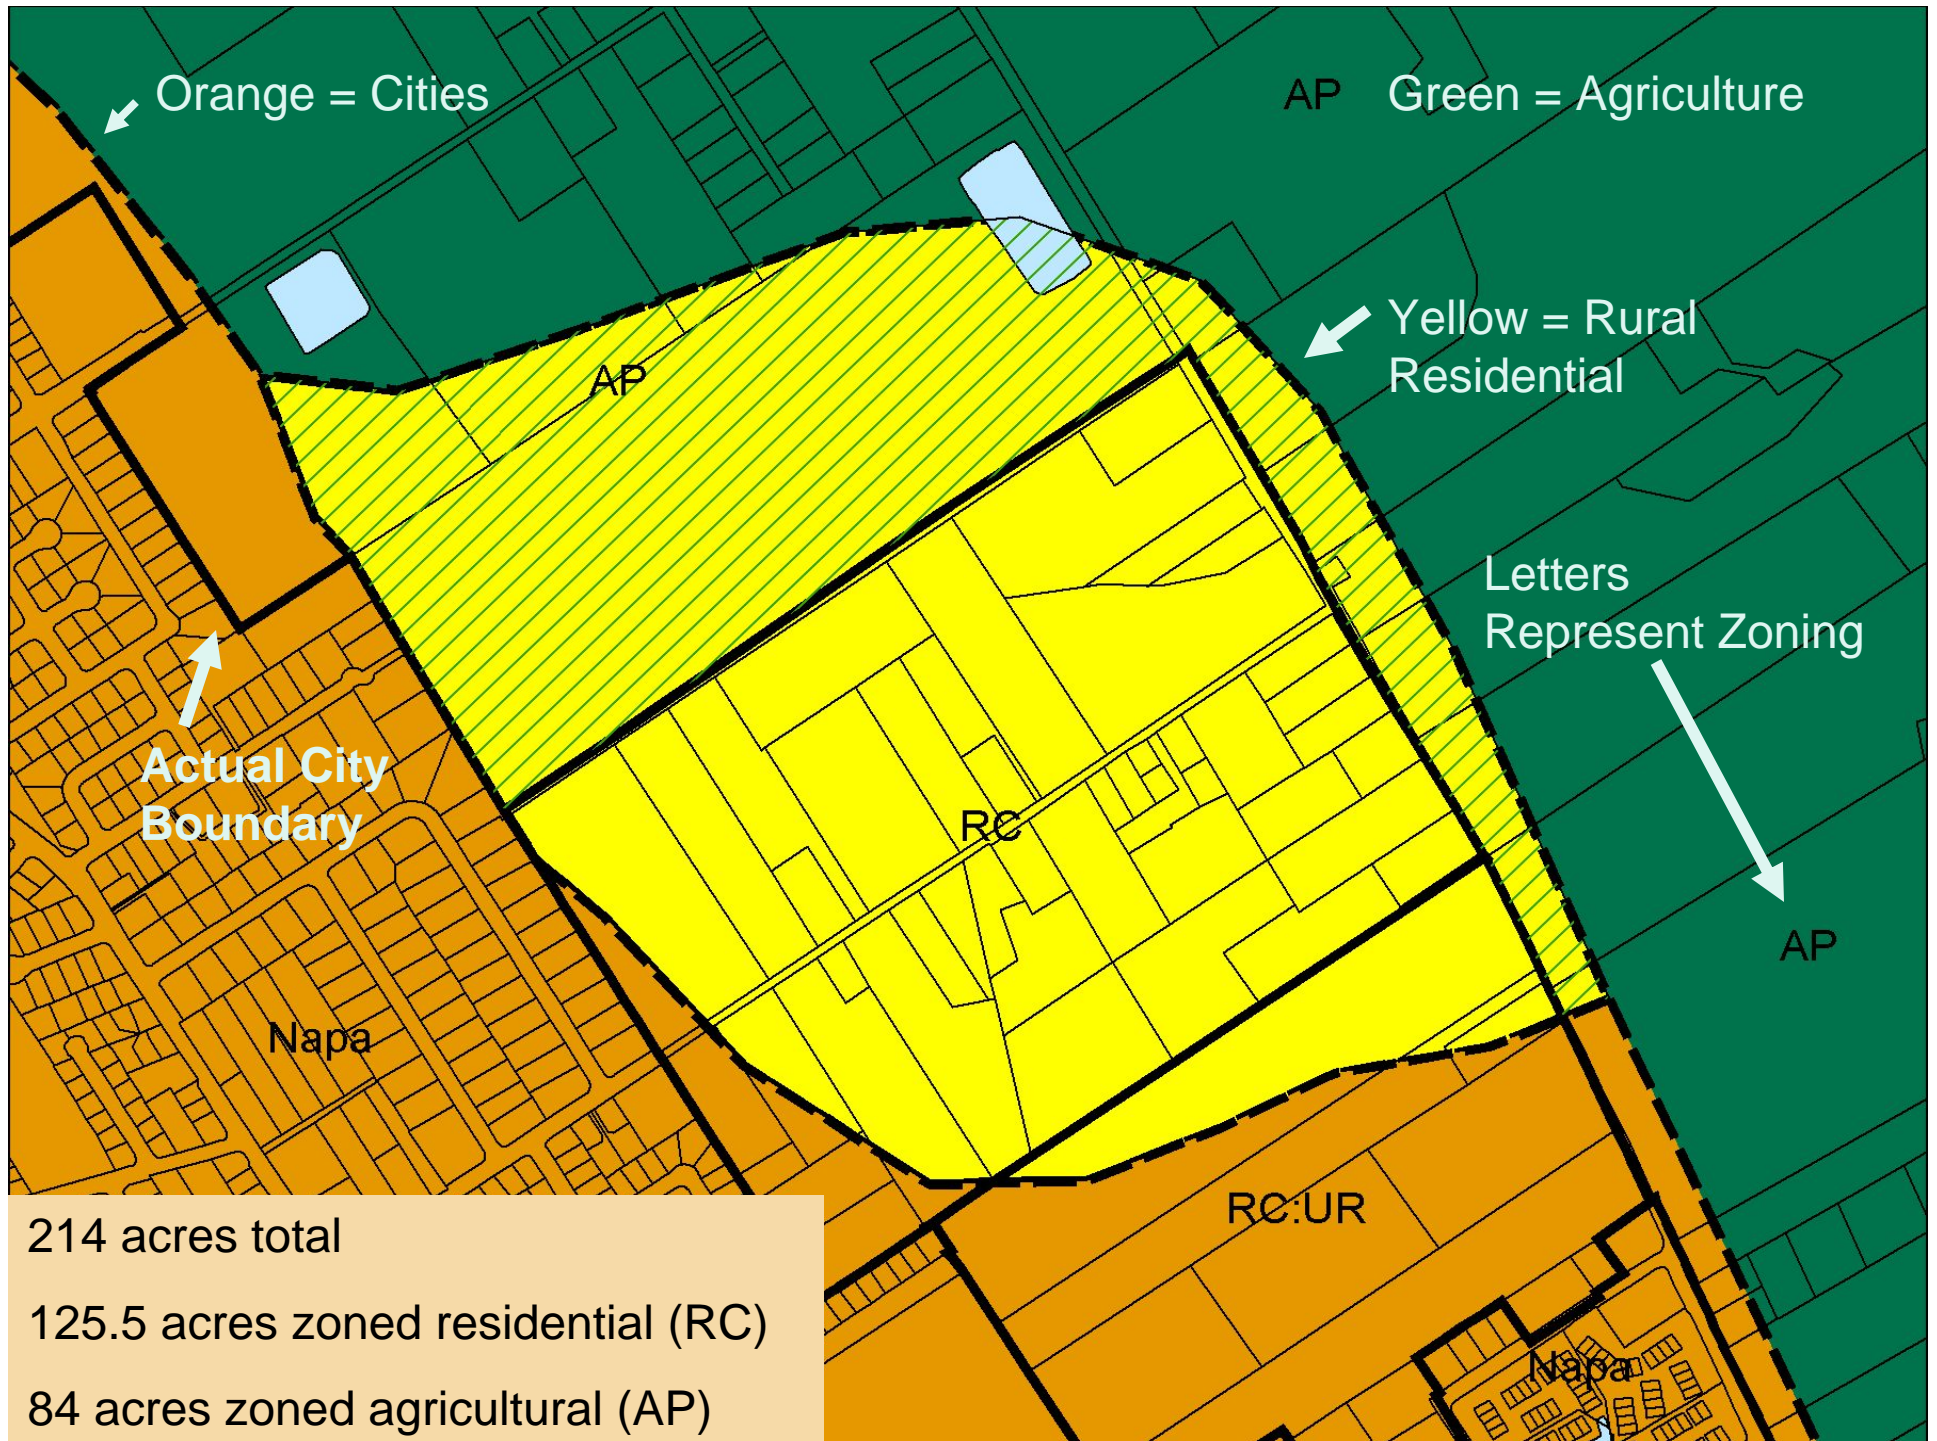 Orange = Cities
AP
Green = Agriculture
Yellow = Rural
Residential
AP
Letters
Represent Zoning
Actual City
Boundary
RC
AP
Napa
RC:UR
Napa
214 acres total
125.5 acres zoned residential (RC)
84 acres zoned agricultural (AP)